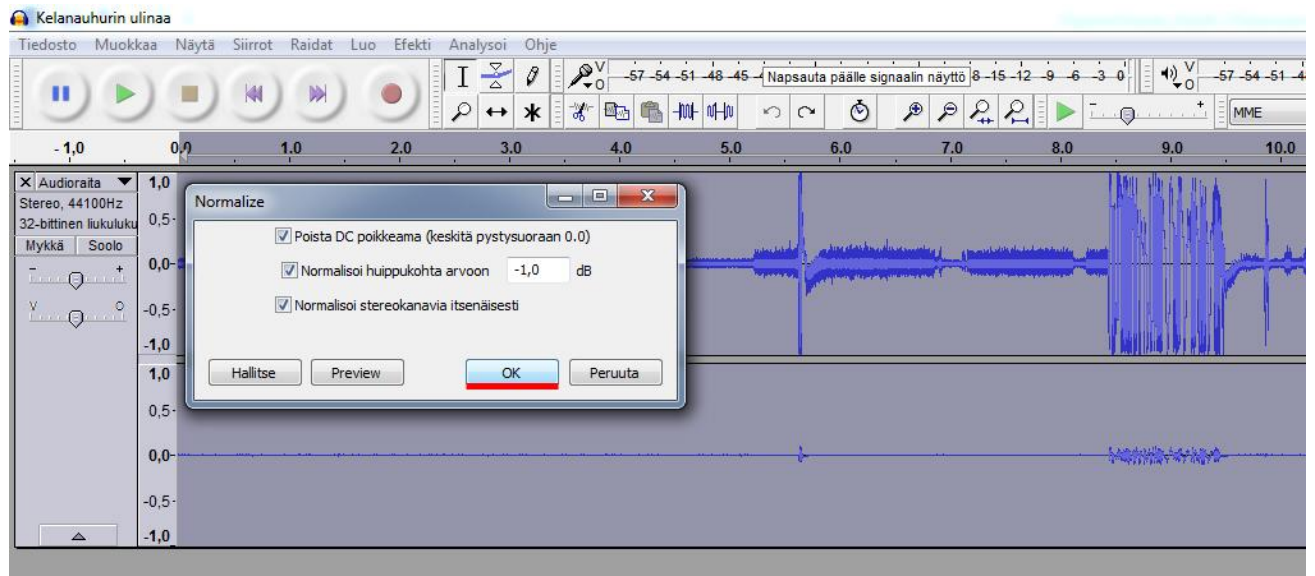 Kelanauhurin ulinaa
Tiedosto Muokkaa Näytä Siirrot Raidat Luo Efekti Analysoi Ohje
-57 -54 -51 -48 -45 -4 Napsauta päälle signaalin näyttö 8 -15 -12 -9 -6 -3 0 -57 -54 -51 -4
MME
- 1,0 0,0 1.0 2.0 3.0 4.0 5.0 6.0 7.0 8.0 9.0 10.0
X Audioraita
Stereo, 44100Hz
32-bittinen liukuluku
Mykkä Soolo
- +
V O
1,0
0,5
0,0
-0,5
-1,0
Normalize
Poista DC poikkeama (keskitä pystysuoraan 0.0)
Normalisoi huippukohta arvoon -1,0 dB
Normalisoi stereokanavia itsenäisesti
Hallitse Preview OK Peruuta
1,0
0,5
0,0
-0,5
-1,0